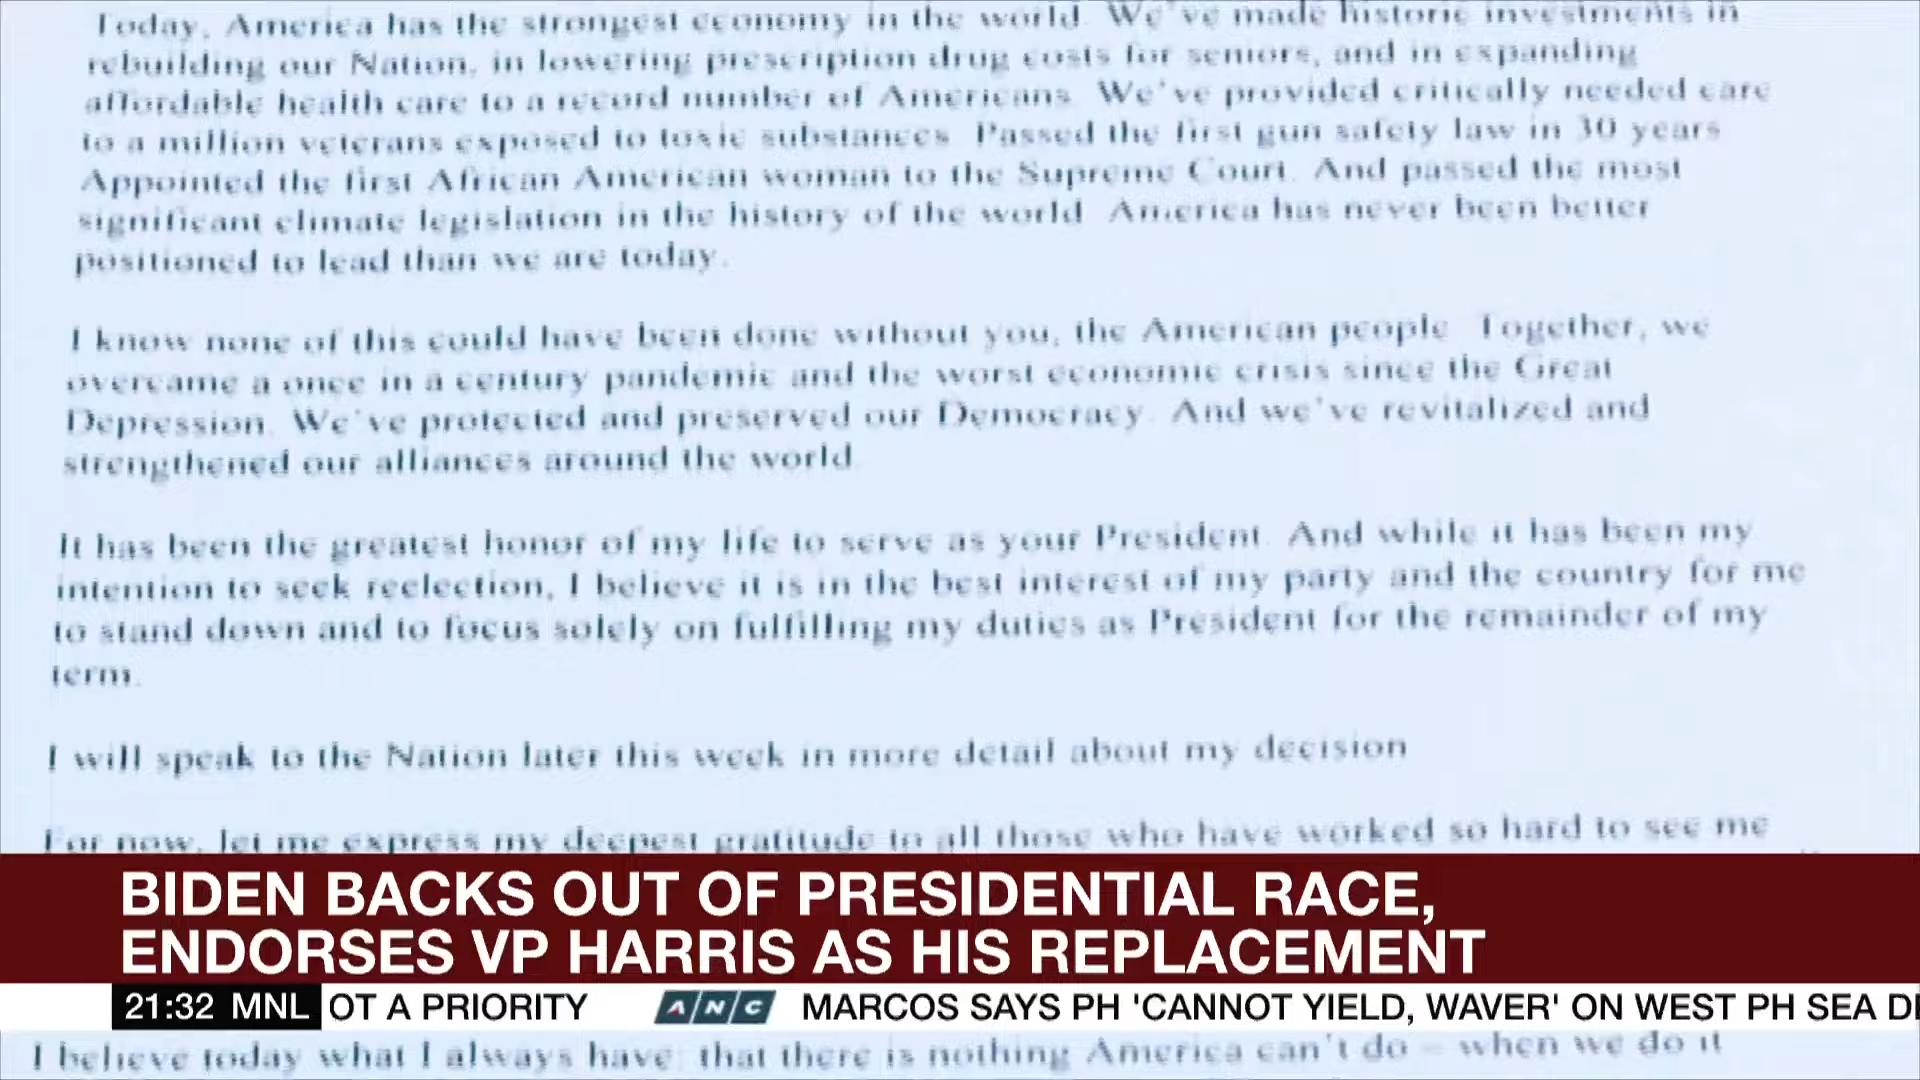 Today, America has the strongest economy in the world. We've made historic investments in
rebuilding our Nation, in lowering prescription drug costs for seniors, and in expanding
affordable health care to a record number of Americans. We've provided critically needed care
to a million veterans exposed to toxic substances. Passed the first gun safety law in 30 years.
Appointed the first African American woman to the Supreme Court. And passed the most
significant climate legislation in the history of the world. America has never been better
positioned to lead than we are today.
I know none of this could have been done without you, the American people. Together, we
overcame a once in a century pandemic and the worst economic crisis since the Great
Depression. We've protected and preserved our Democracy. And we've revitalized and
strengthened our alliances around the world.
It has been the greatest honor of my life to serve as your President. And while it has been my
intention to seek reelection, I believe it is in the best interest of my party and the country for me
to stand down and to focus solely on fulfilling my duties as President for the remainder of my
term.
I will speak to the Nation later this week in more detail about my decision
For now, let me express my deepest gratitude to all those who have worked so hard to see me
BIDEN BACKS OUT OF PRESIDENTIAL RACE,
ENDORSES VP HARRIS AS HIS REPLACEMENT
21:32 MNL OT A PRIORITY ANC MARCOS SAYS PH 'CANNOT YIELD, WAVER' ON WEST PH SEA DI
I believe today what I always have: that there is nothing America can't do – when we do it